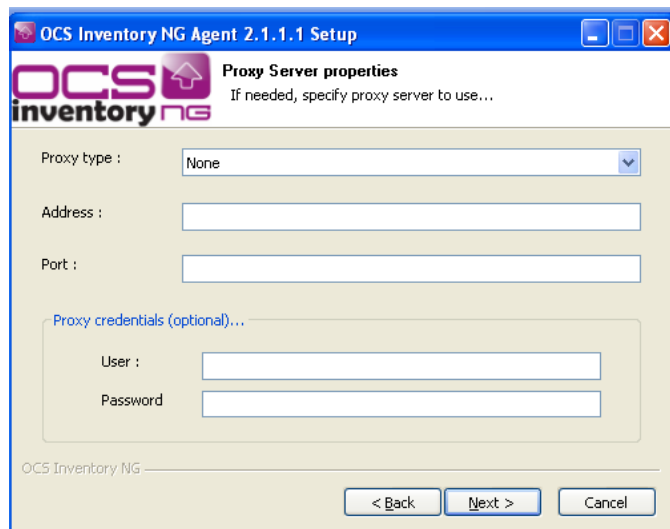 OCS Inventory NG Agent 2.1.1.1 Setup
OCS
inventory NG
Proxy Server properties
If needed, specify proxy server to use...
Proxy type :
None
Address :
Port :
Proxy credentials (optional)...
User :
Password
OCS Inventory NG
< Back
Next >
Cancel